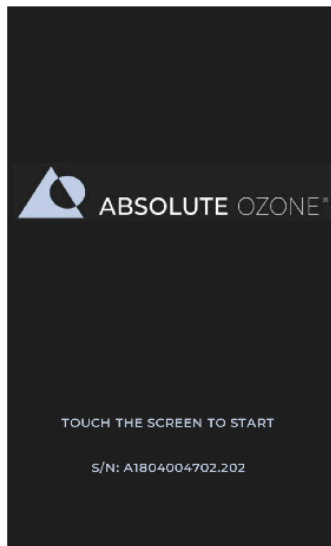 ABSOLUTE OZONE®
TOUCH THE SCREEN TO START
S/N: A1804004702.202